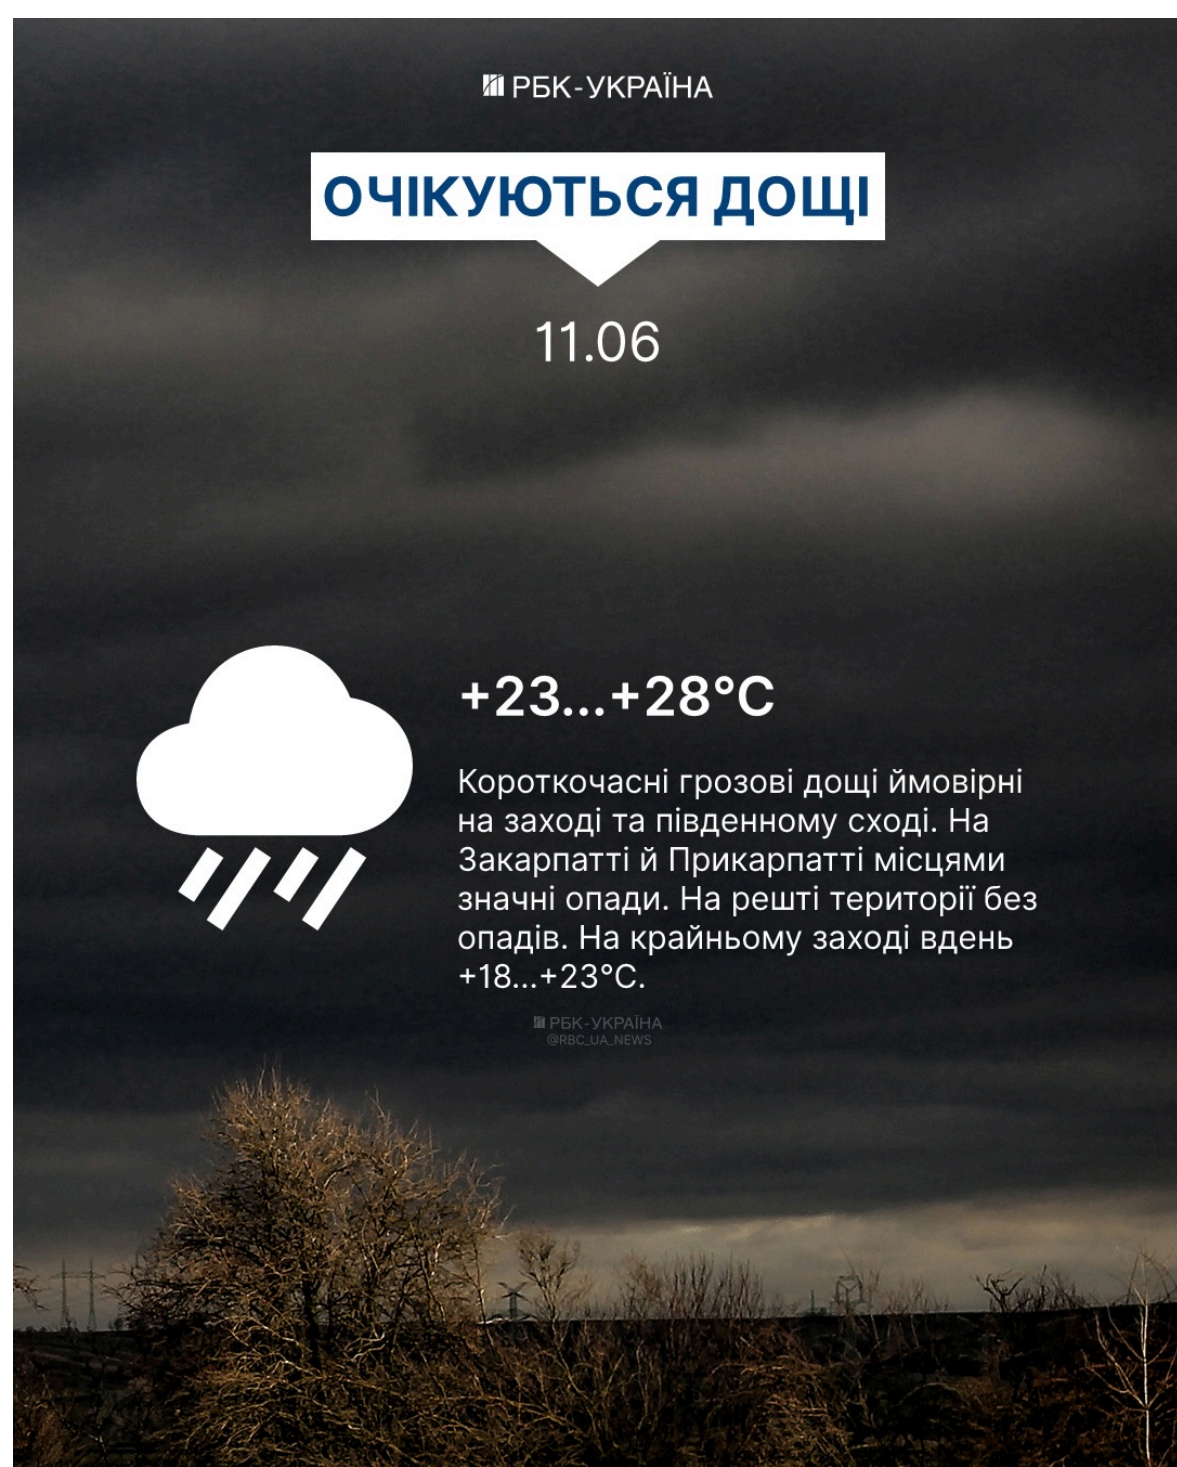 РБК-УКРАЇНА
ОЧІКУЮТЬСЯ ДОЩІ
11.06
+23...+28°C
Короткочасні грозові дощі ймовірні
на заході та південному сході. На
Закарпатті й Прикарпатті місцями
значні опади. На решті території без
опадів. На крайньому заході вдень
+18...+23°C.
РБК-УКРАЇНА
@RBC_UA_NEWS